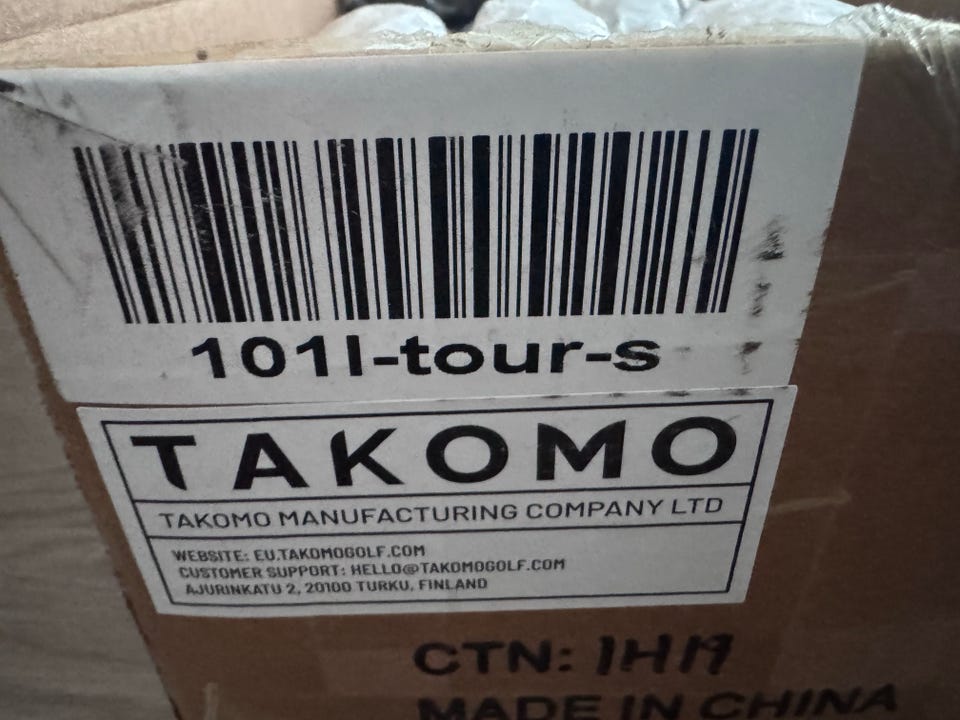 101l-tour-s
TAKOMO
TAKOMO MANUFACTURING COMPANY LTD
WEBSITE: EU.TAKOMOGOLF.COM
CUSTOMER SUPPORT: HELLO@TAKOMOGOLF.COM
AJURINKATU 2, 20100 TURKU, FINLAND
CTN:
MADE IN CHINA